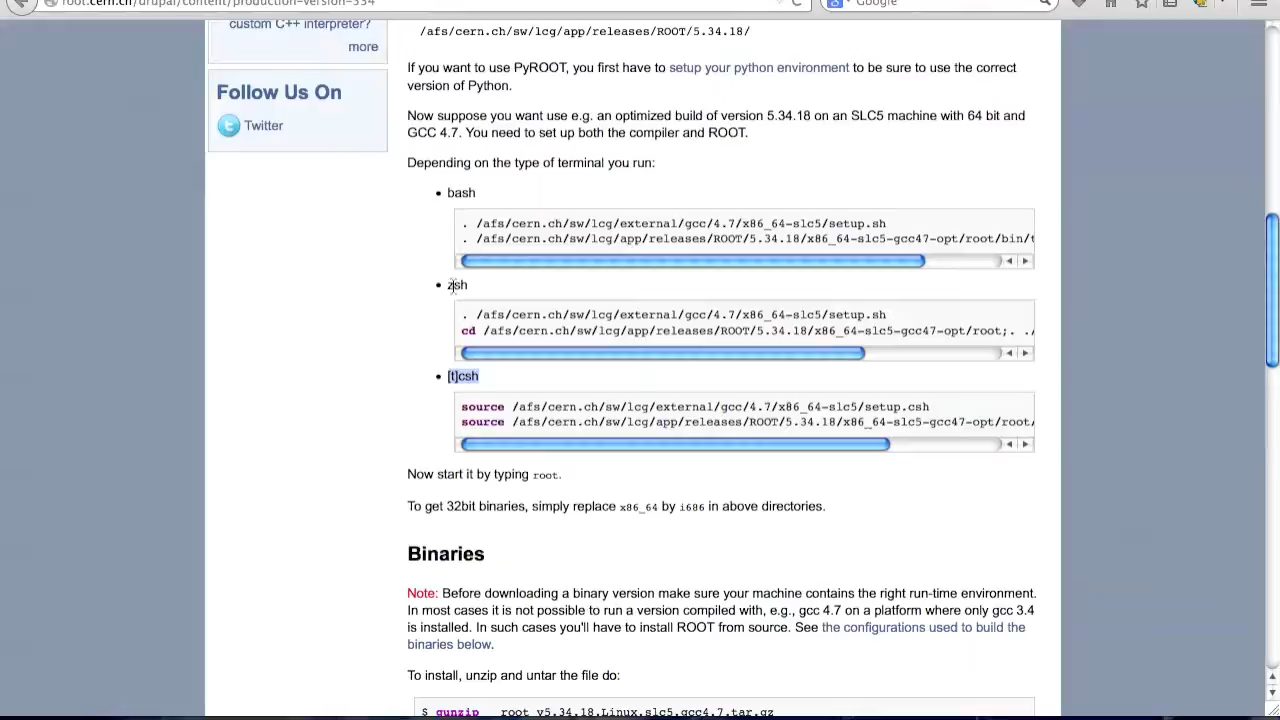 root.cern.ch/drupal/content/production-version-534
Google
custom C++ interpreter?
more
Follow Us On
Twitter
/afs/cern.ch/sw/lcg/app/releases/ROOT/5.34.18/
If you want to use PyROOT, you first have to setup your python environment to be sure to use the correct
version of Python.
Now suppose you want use e.g. an optimized build of version 5.34.18 on an SLC5 machine with 64 bit and
GCC 4.7. You need to set up both the compiler and ROOT.
Depending on the type of terminal you run:
• bash
. /afs/cern.ch/sw/lcg/external/gcc/4.7/x86_64-slc5/setup.sh
. /afs/cern.ch/sw/lcg/app/releases/ROOT/5.34.18/x86_64-slc5-gcc47-opt/root/bin/t
• zsh
. /afs/cern.ch/sw/lcg/external/gcc/4.7/x86_64-slc5/setup.sh
cd /afs/cern.ch/sw/lcg/app/releases/ROOT/5.34.18/x86_64-slc5-gcc47-opt/root;. ./
• [t]csh
source /afs/cern.ch/sw/lcg/external/gcc/4.7/x86_64-slc5/setup.csh
source /afs/cern.ch/sw/lcg/app/releases/ROOT/5.34.18/x86_64-slc5-gcc47-opt/root/
Now start it by typing root.
To get 32bit binaries, simply replace x86_64 by i686 in above directories.
Binaries
Note: Before downloading a binary version make sure your machine contains the right run-time environment.
In most cases it is not possible to run a version compiled with, e.g., gcc 4.7 on a platform where only gcc 3.4
is installed. In such cases you'll have to install ROOT from source. See the configurations used to build the
binaries below.
To install, unzip and untar the file do:
$ gunzip root_v5.34.18.Linux.slc5.gcc4.7.tar.gz